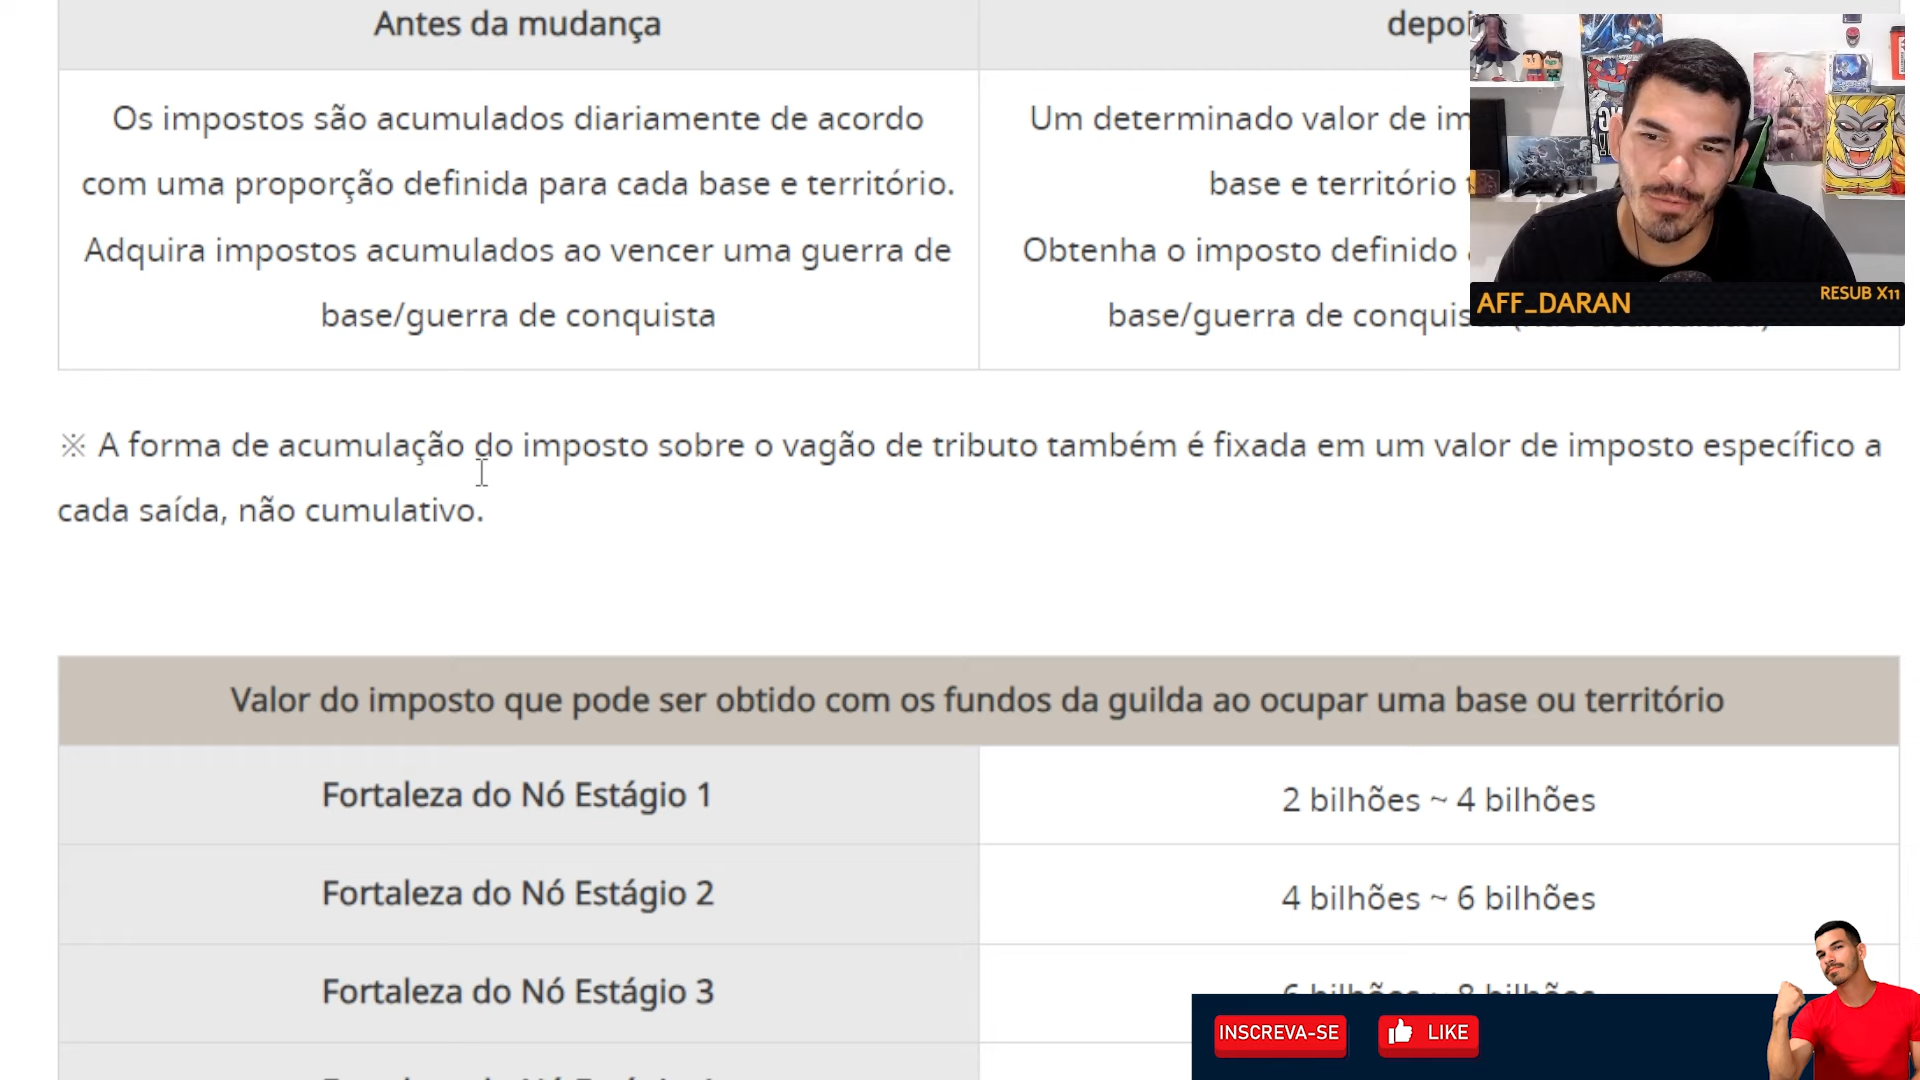 Antes da mudança
Os impostos são acumulados diariamente de acordo
com uma proporção definida para cada base e território.
Adquira impostos acumulados ao vencer uma guerra de
base/guerra de conquista
Um determinado valor de
base e território
Obtenha o imposto definido
base/guerra de
AFF_DARAN
RESUB X11
※ A forma de acumulação do imposto sobre o vagão de tributo também é fixada em um valor de imposto específico a
cada saída, não cumulativo.
Valor do imposto que pode ser obtido com os fundos da guilda ao ocupar uma base ou território
Fortaleza do Nó Estágio 1
2 bilhões ~ 4 bilhões
Fortaleza do Nó Estágio 2
4 bilhões ~ 6 bilhões
Fortaleza do Nó Estágio 3
6 bilhões ~ 8 bilhões
INSCREVA-SE
LIKE